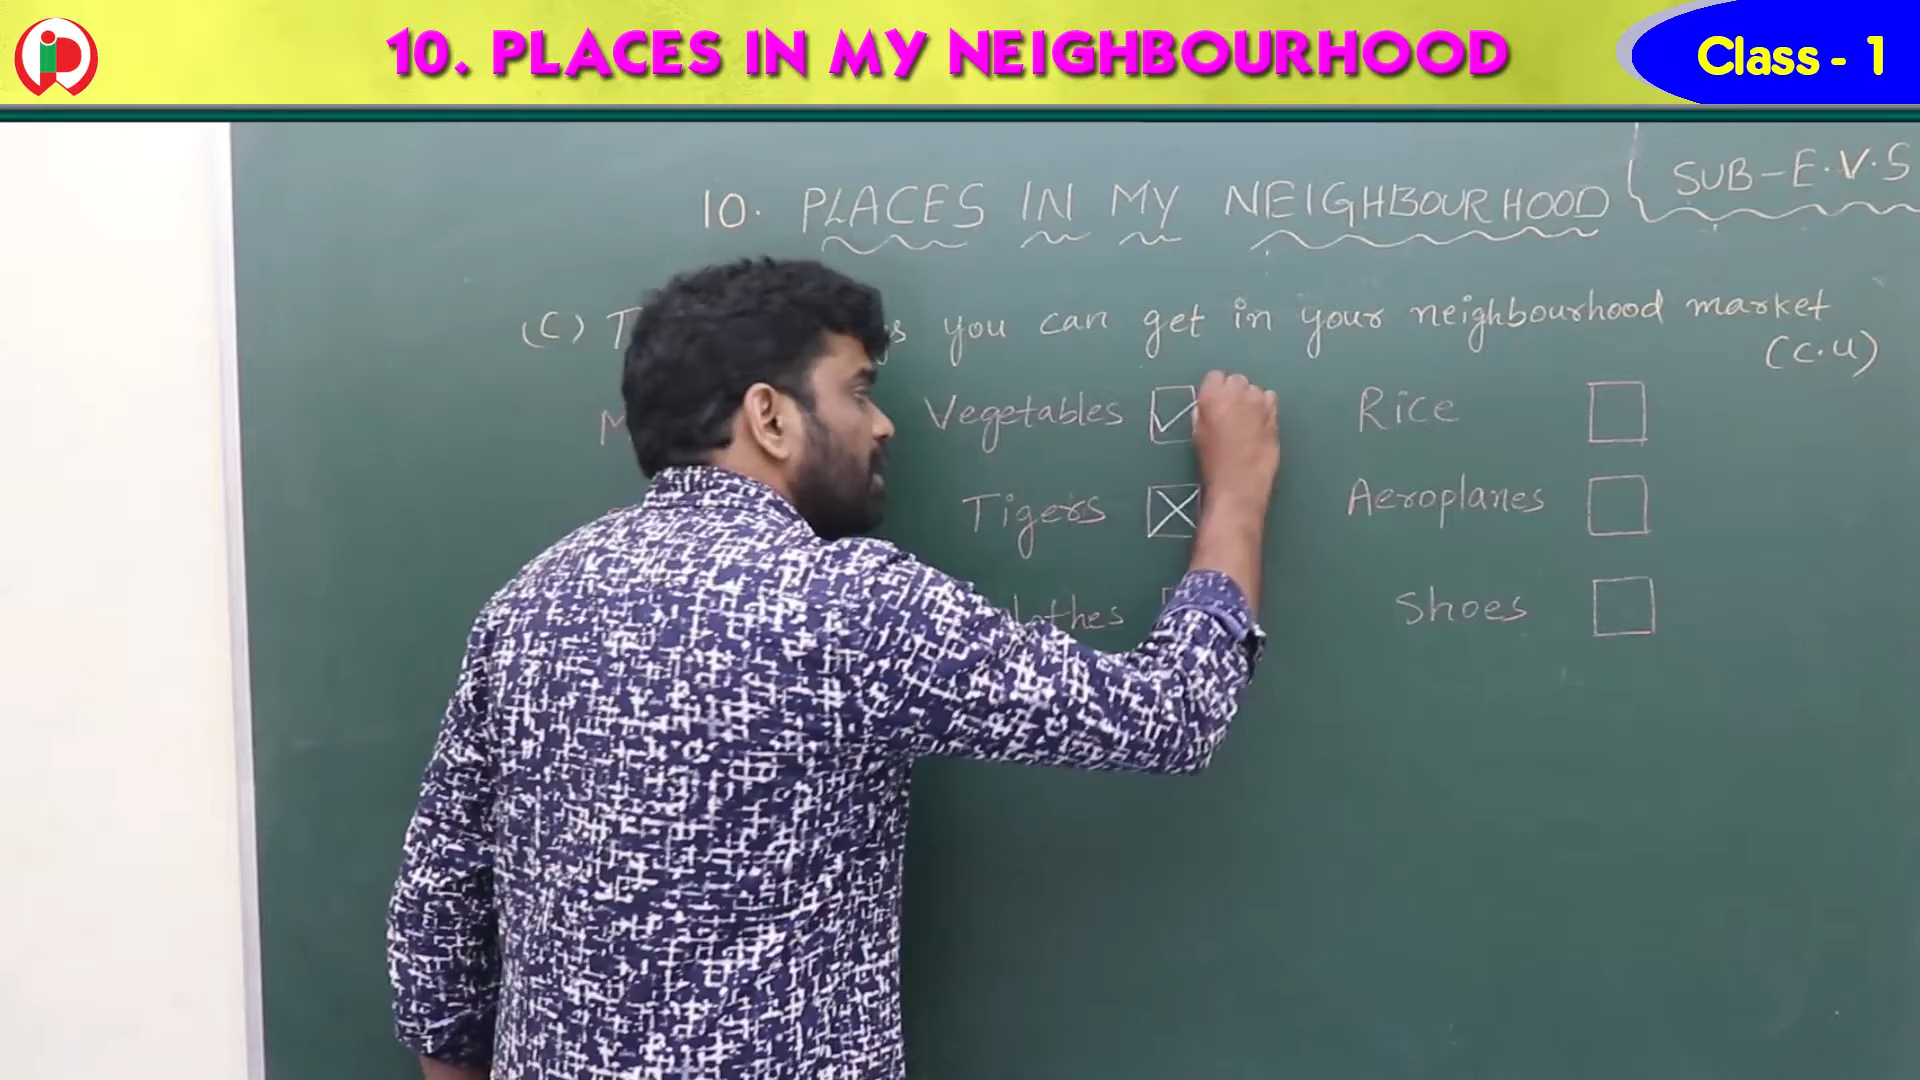 10. PLACES IN MY NEIGHBOURHOOD
Class - 1
SUB-E.V.S
10. PLACES IN MY NEIGHBOURHOOD
(C) you can get in your neighbourhood market
(C.U)
Vegetables Rice
Tigers Aeroplanes
Shoes